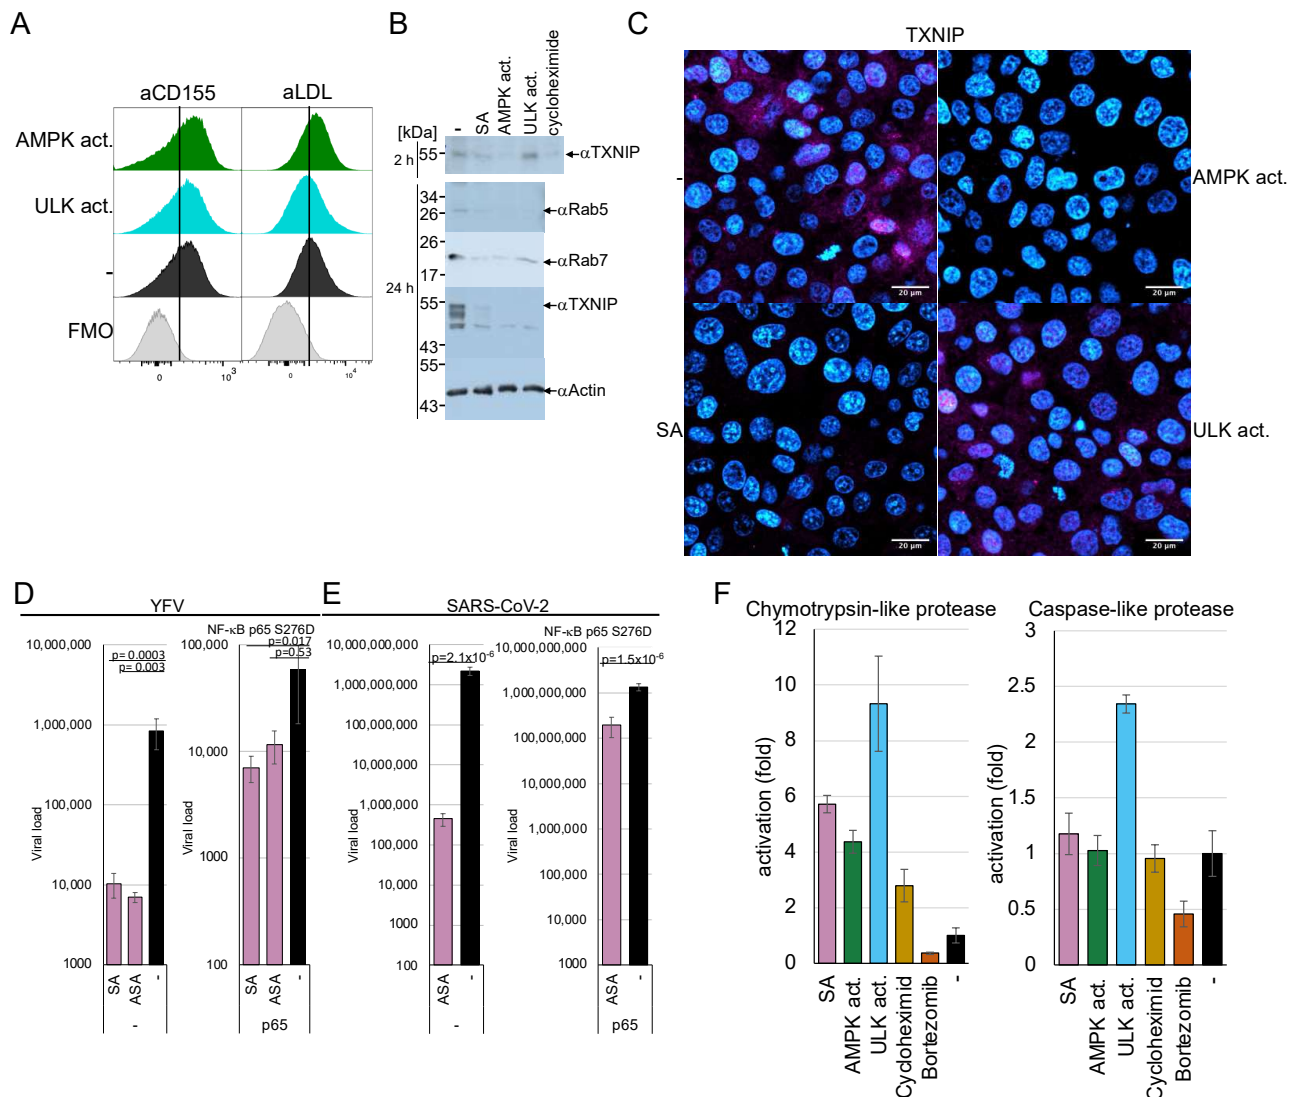 A
aCD155
aLDL
AMPK act.
ULK act.
-
FMO
0
10³
0
10⁴
B
-
SA
AMPK act.
ULK act.
cycloheximide
[kDa]
2 h
55
αTXNIP
34
26
αRab5
26
17
αRab7
24 h
55
43
αTXNIP
55
43
αActin
C
TXNIP
-
AMPK act.
SA
ULK act.
20 μm
20 μm
20 μm
20 μm
D
YFV
10,000,000
1,000,000
100,000
10,000
1000
Viral load
p= 0.0003
p= 0.003
SA
ASA
-
-
NF-κB p65 S276D
100,000
10,000
1000
100
Viral load
p=0.017
p=0.53
SA
ASA
-
p65
E
SARS-CoV-2
10,000,000,000
1,000,000,000
100,000,000
10,000,000
1,000,000
100,000
10,000
1000
100
Viral load
p=2.1x10⁻⁶
ASA
-
-
NF-κB p65 S276D
10,000,000,000
1,000,000,000
100,000,000
10,000,000
1,000,000
100,000
10,000
1000
Viral load
p=1.5x10⁻⁶
ASA
-
p65
F
Chymotrypsin-like protease
12
10
8
6
4
2
0
activation (fold)
SA
AMPK act.
ULK act.
Cycloheximid
Bortezomib
-
Caspase-like protease
3
2.5
2
1.5
1
0.5
0
activation (fold)
SA
AMPK act.
ULK act.
Cycloheximid
Bortezomib
-